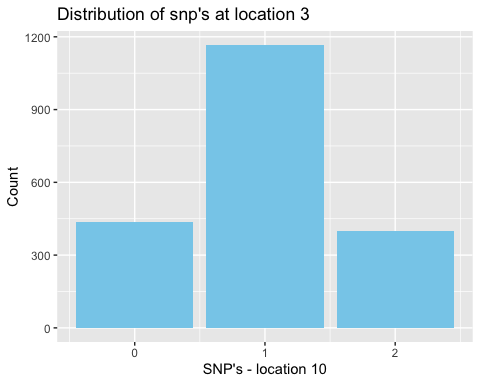 Distribution of snp's at location 3
1200
900
600
300
0
Count
0 1 2
SNP's - location 10